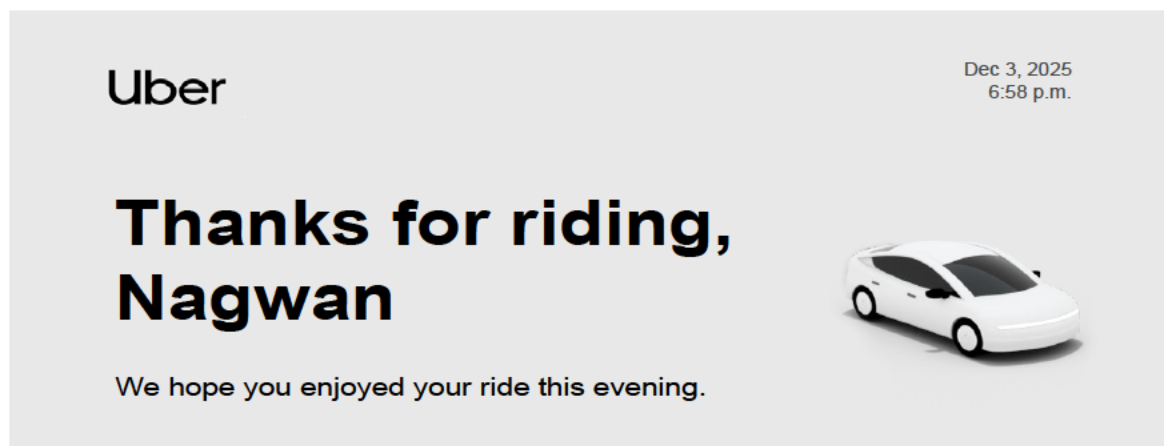 Uber
Dec 3, 2025
6:58 p.m.
Thanks for riding,
Nagwan
We hope you enjoyed your ride this evening.